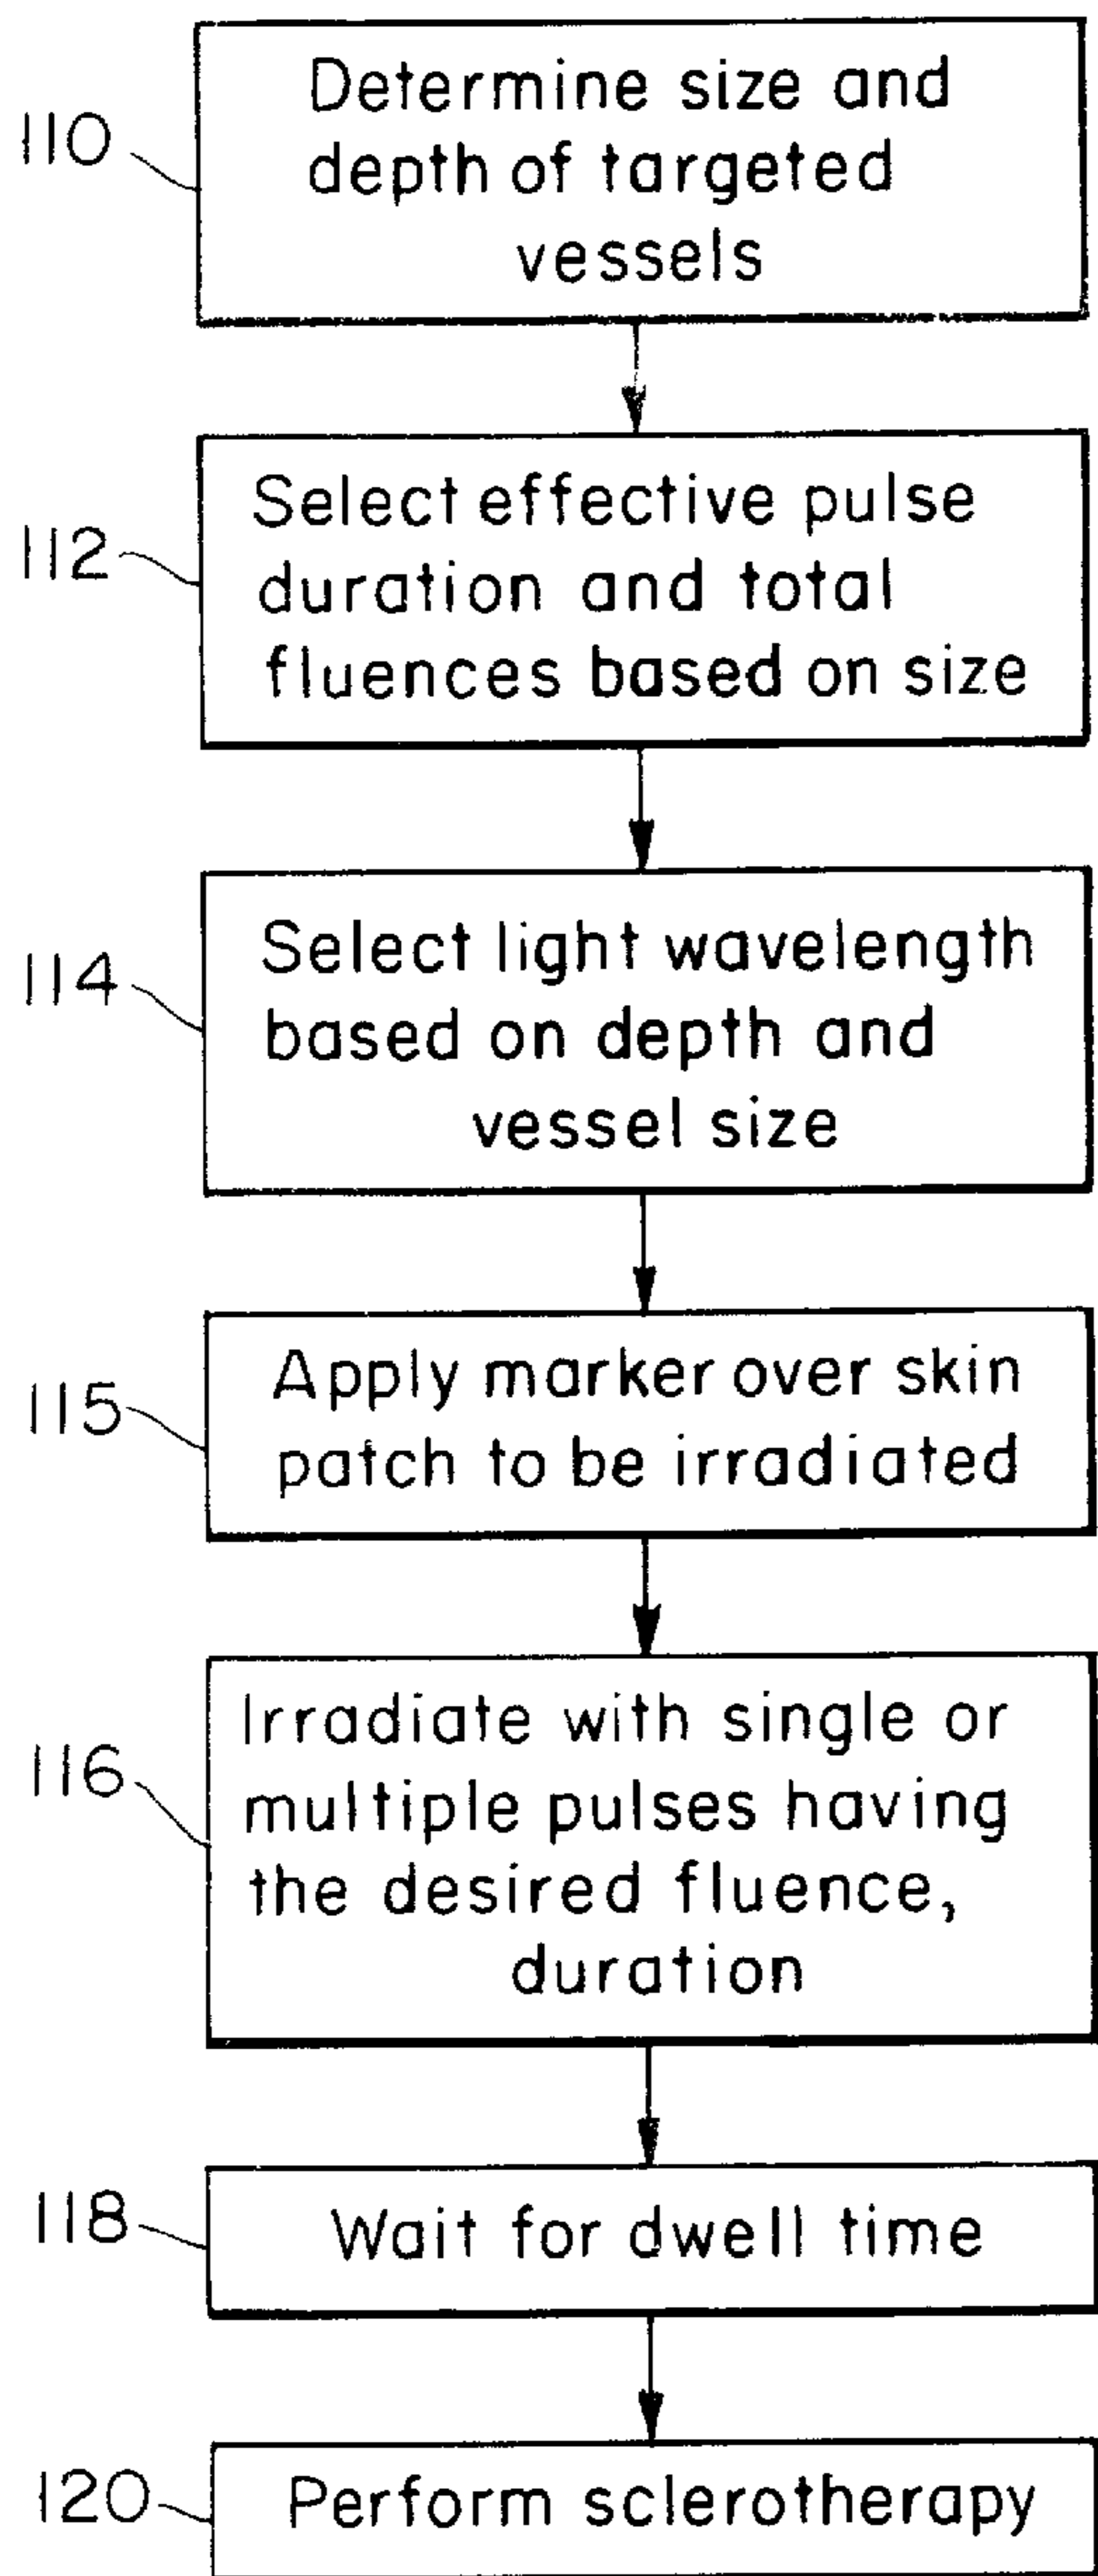 110
Determine size and
depth of targeted
vessels
112
Select effective pulse
duration and total
fluences based on size
114
Select light wavelength
based on depth and
vessel size
115
Apply marker over skin
patch to be irradiated
116
Irradiate with single or
multiple pulses having
the desired fluence,
duration
118
Wait for dwell time
120
Perform sclerotherapy